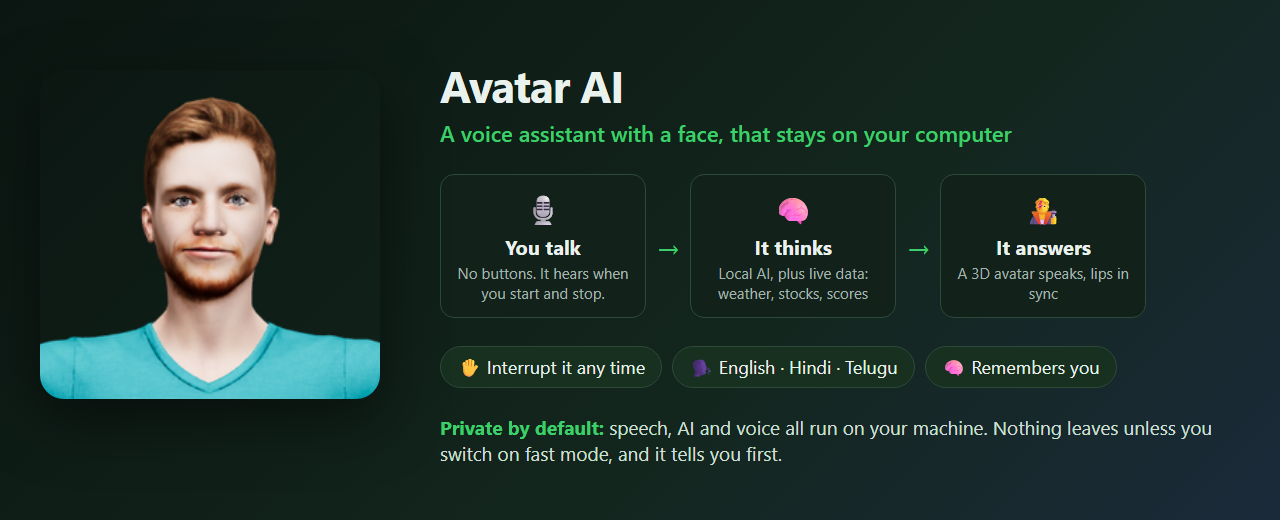 Avatar AI
A voice assistant with a face, that stays on your computer
You talk
No buttons. It hears when
you start and stop.
→
It thinks
Local AI, plus live data:
weather, stocks, scores
→
It answers
A 3D avatar speaks, lips in
sync
Interrupt it any time
English · Hindi · Telugu
Remembers you
Private by default: speech, AI and voice all run on your machine. Nothing leaves unless you
switch on fast mode, and it tells you first.